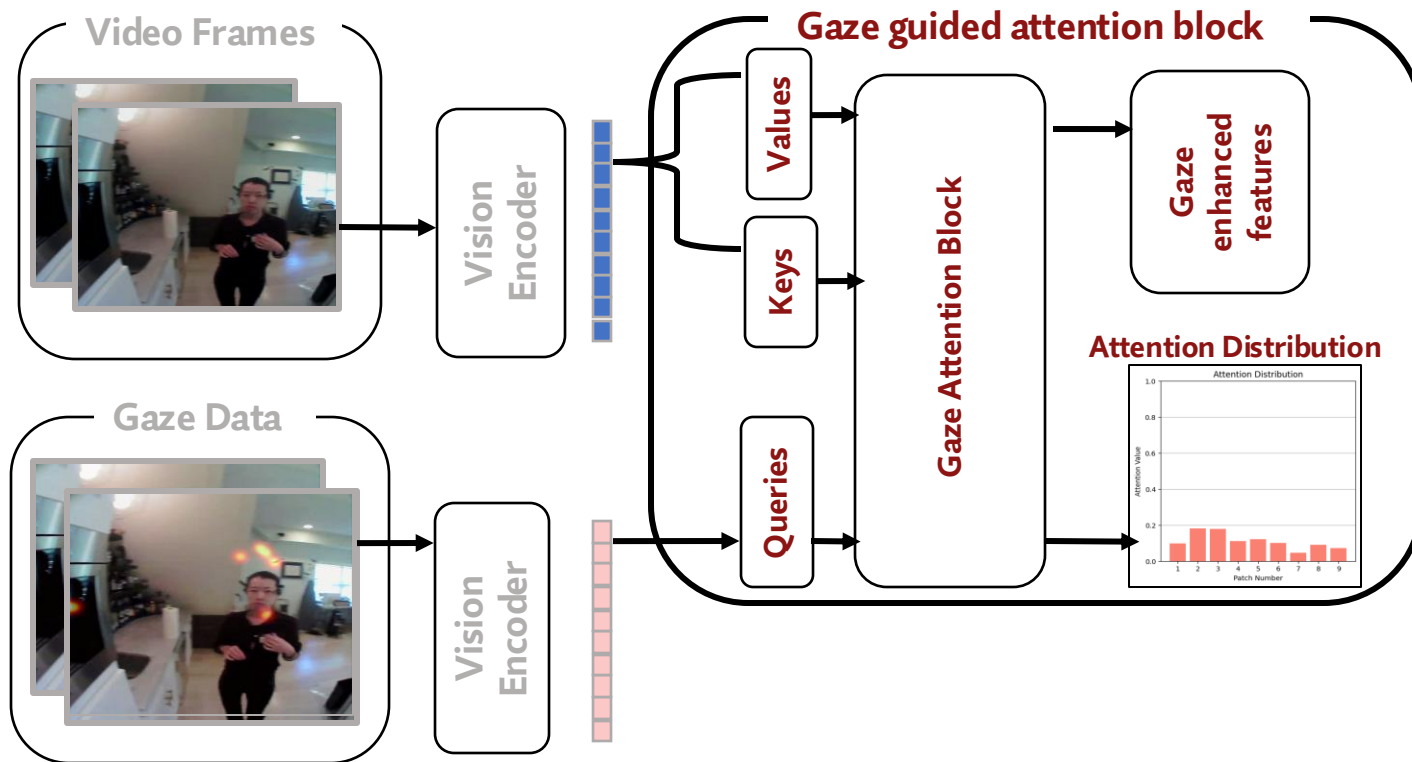 Video Frames
Vision
Encoder
Gaze Data
Vision
Encoder
Gaze guided attention block
Values
Keys
Queries
Gaze Attention Block
Gaze
enhanced
features
Attention Distribution
Attention Distribution
Attention Value
1.0
0.8
0.6
0.4
0.2
0.0
1 2 3 4 5 6 7 8 9
Patch Number